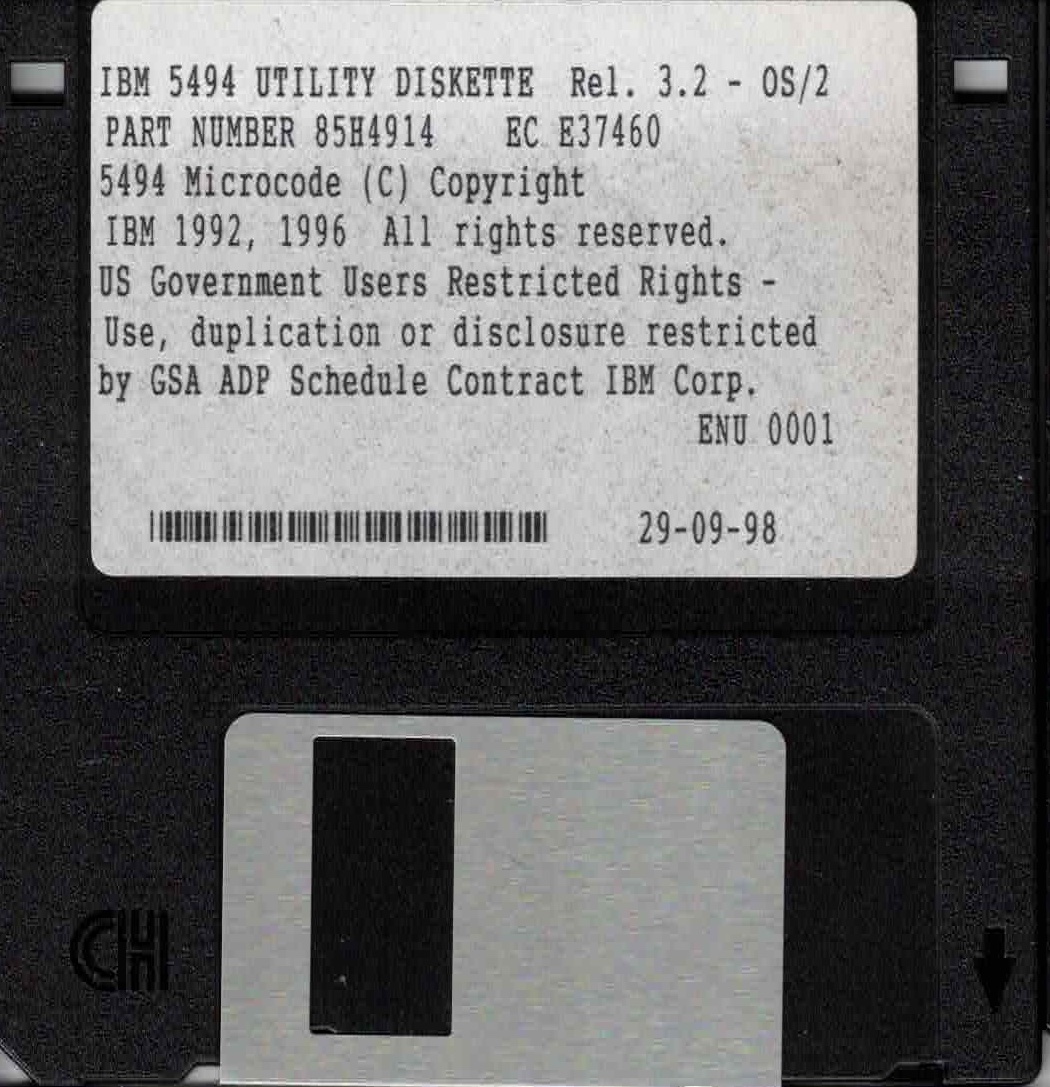 IBM 5494 UTILITY DISKETTE Rel. 3.2 - OS/2
PART NUMBER 85H4914 EC E37460
5494 Microcode (C) Copyright
IBM 1992, 1996 All rights reserved.
US Government Users Restricted Rights -
Use, duplication or disclosure restricted
by GSA ADP Schedule Contract IBM Corp.
ENU 0001
29-09-98